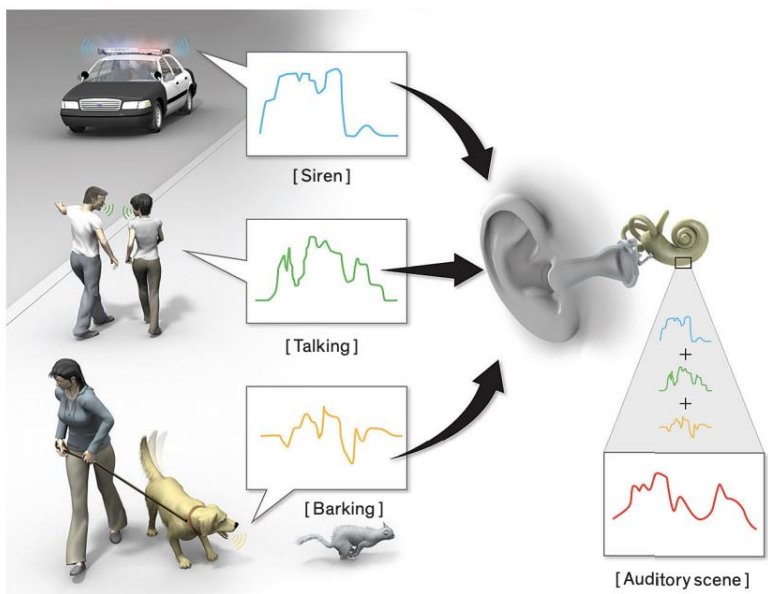 [Siren]
[Talking]
[Barking]
+
+
[Auditory scene]